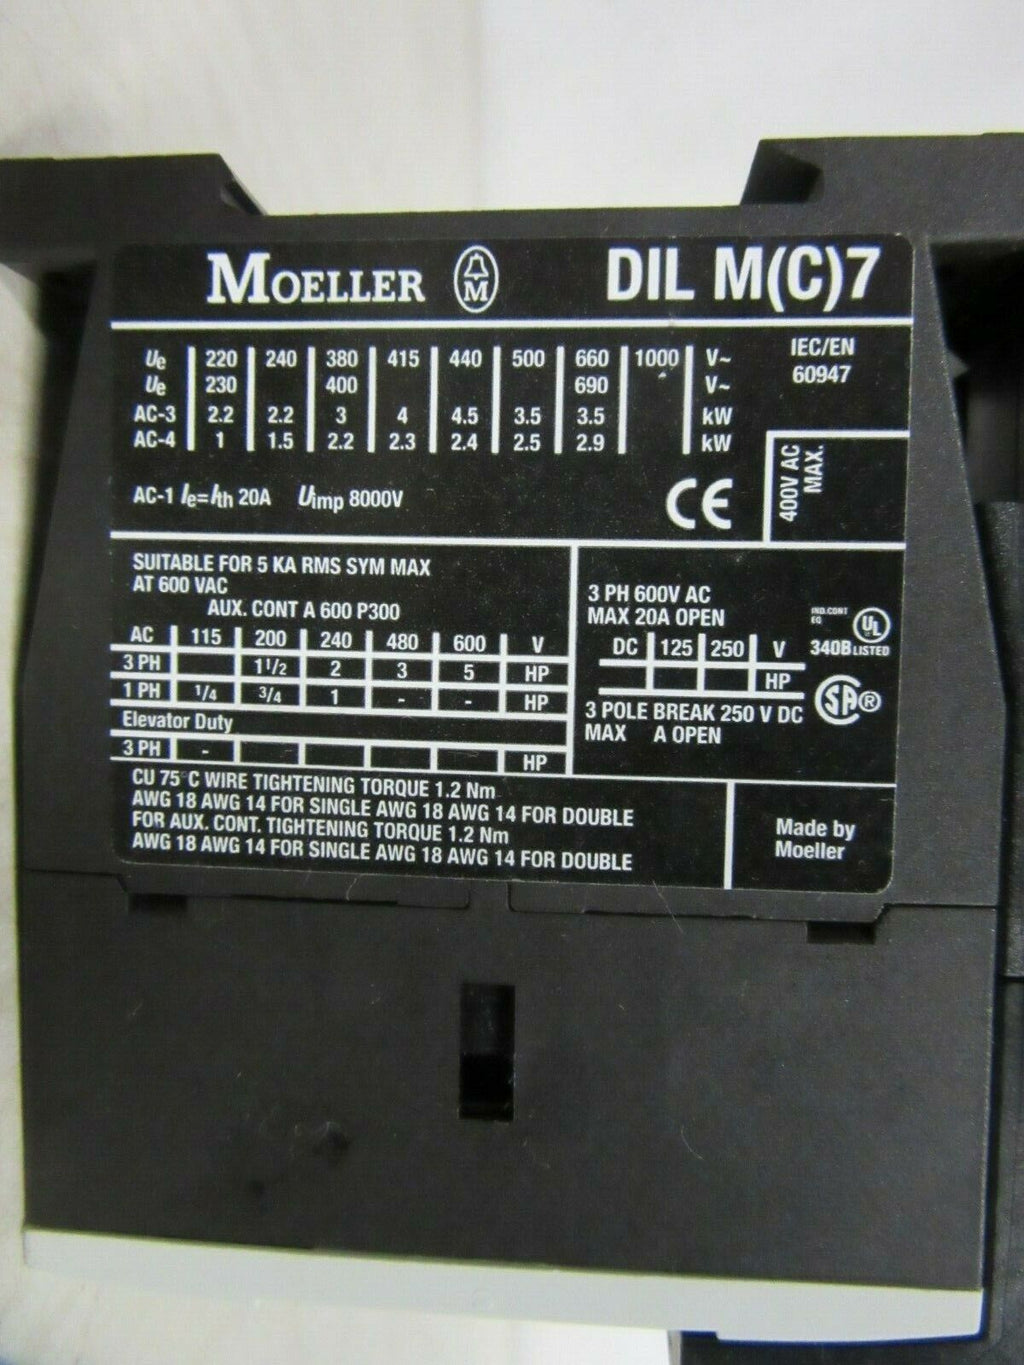 MOELLER M DIL M(C)7
Ue 220 240 380 415 440 500 660 1000 V~
Ue 230 400 690 V~
AC-3 2.2 2.2 3 4 4.5 3.5 3.5 kW
AC-4 1 1.5 2.2 2.3 2.4 2.5 2.9 kW
IEC/EN
60947
400V AC
MAX.
AC-1 Ie=Ith 20A Uimp 8000V
CE
SUITABLE FOR 5 KA RMS SYM MAX
AT 600 VAC
AUX. CONT A 600 P300
AC 115 200 240 480 600 V
3 PH 1 1/2 2 3 5 HP
1 PH 1/4 3/4 1 - - HP
Elevator Duty
3 PH - HP
3 PH 600V AC
MAX 20A OPEN
DC 125 250 V
HP
3 POLE BREAK 250 V DC
MAX A OPEN
IND.CONT
EQ
UL
340B LISTED
SA ®
CU 75°C WIRE TIGHTENING TORQUE 1.2 Nm
AWG 18 AWG 14 FOR SINGLE AWG 18 AWG 14 FOR DOUBLE
FOR AUX. CONT. TIGHTENING TORQUE 1.2 Nm
AWG 18 AWG 14 FOR SINGLE AWG 18 AWG 14 FOR DOUBLE
Made by
Moeller